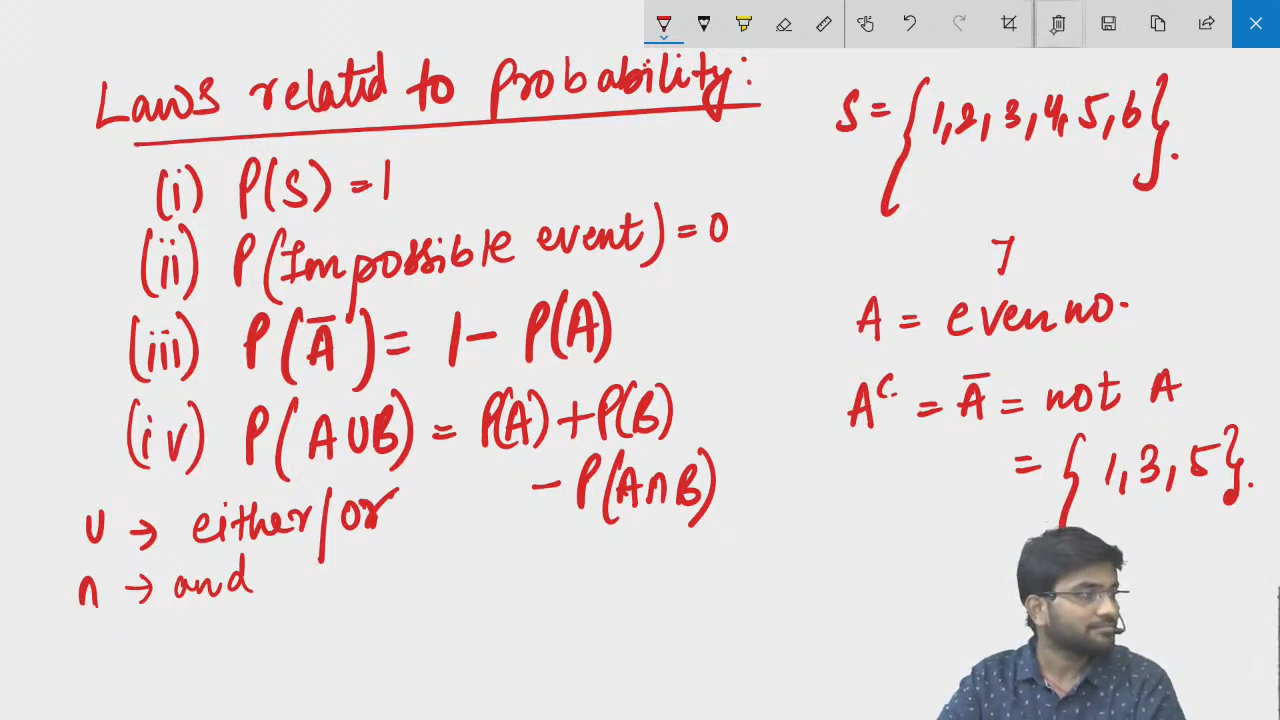 Laws related to probability:
(i) P(S) = 1
(ii) P(Impossible event) = 0
(iii) P(A̅) = 1 - P(A)
(iv) P(A∪B) = P(A) + P(B)
- P(A∩B)
∪ → either/or
∩ → and
S = {1, 2, 3, 4, 5, 6}.
7
A = even no.
Aᶜ = A̅ = not A
= {1, 3, 5}.